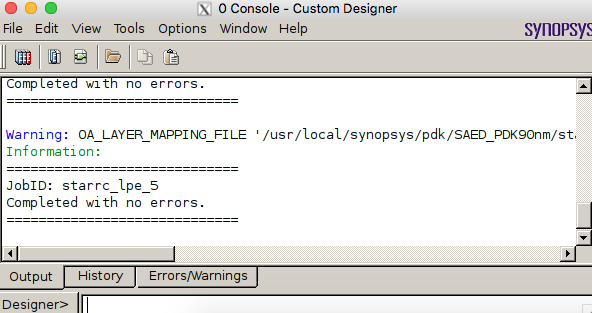 0 Console - Custom Designer
File Edit View Tools Options Window Help
SYNOPSYS
Completed with no errors.
=============================
Warning: OA_LAYER_MAPPING_FILE '/usr/local/synopsys/pdk/SAED_PDK90nm/sta
Information:
=============================
JobID: starrc_lpe_5
Completed with no errors.
=============================
Output History Errors/Warnings
Designer>